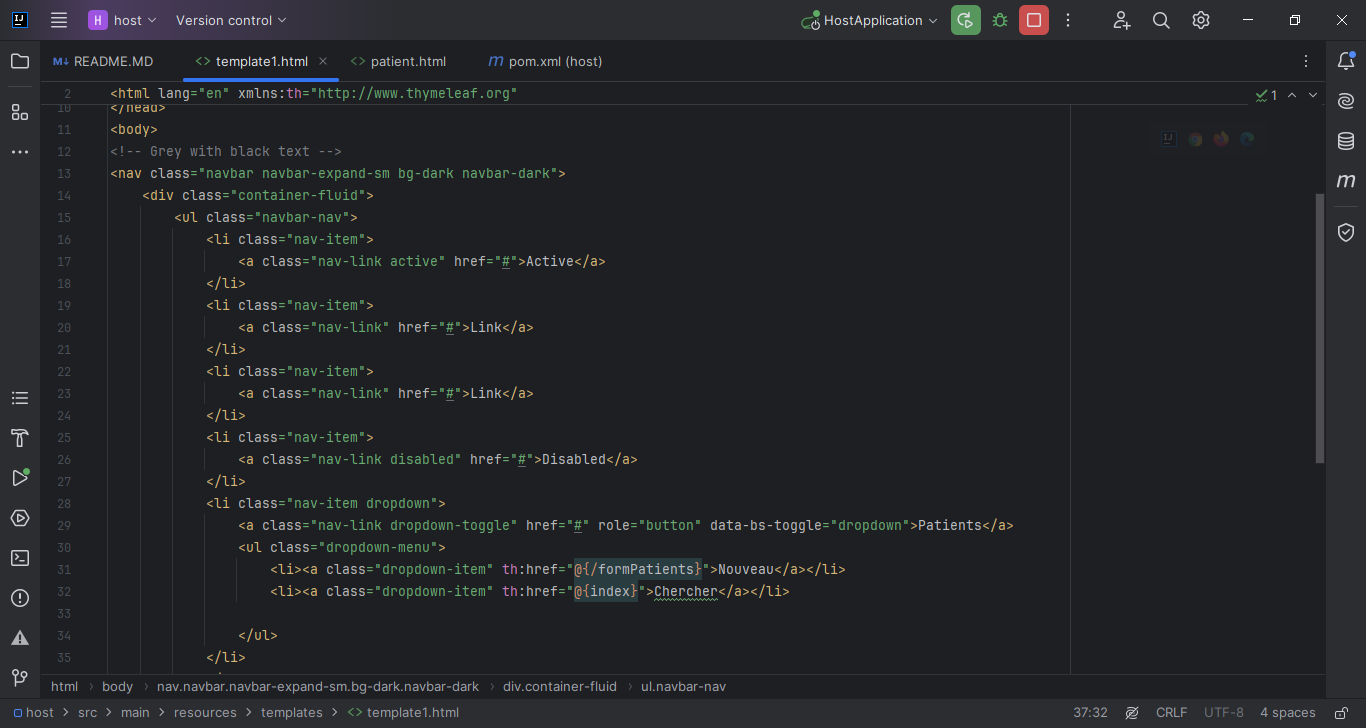 H host Version control HostApplication
M↓ README.MD <> template1.html × <> patient.html m pom.xml (host)
2 <html lang="en" xmlns:th="http://www.thymeleaf.org"
1
10 </head>
11 <body>
12 <!-- Grey with black text -->
13 <nav class="navbar navbar-expand-sm bg-dark navbar-dark">
14 <div class="container-fluid">
15 <ul class="navbar-nav">
16 <li class="nav-item">
17 <a class="nav-link active" href="#">Active</a>
18 </li>
19 <li class="nav-item">
20 <a class="nav-link" href="#">Link</a>
21 </li>
22 <li class="nav-item">
23 <a class="nav-link" href="#">Link</a>
24 </li>
25 <li class="nav-item">
26 <a class="nav-link disabled" href="#">Disabled</a>
27 </li>
28 <li class="nav-item dropdown">
29 <a class="nav-link dropdown-toggle" href="#" role="button" data-bs-toggle="dropdown">Patients</a>
30 <ul class="dropdown-menu">
31 <li><a class="dropdown-item" th:href="@{/formPatients}">Nouveau</a></li>
32 <li><a class="dropdown-item" th:href="@{index}">Chercher</a></li>
33
34 </ul>
35 </li>
html > body > nav.navbar.navbar-expand-sm.bg-dark.navbar-dark > div.container-fluid > ul.navbar-nav
host > src > main > resources > templates > <> template1.html 37:32 CRLF UTF-8 4 spaces